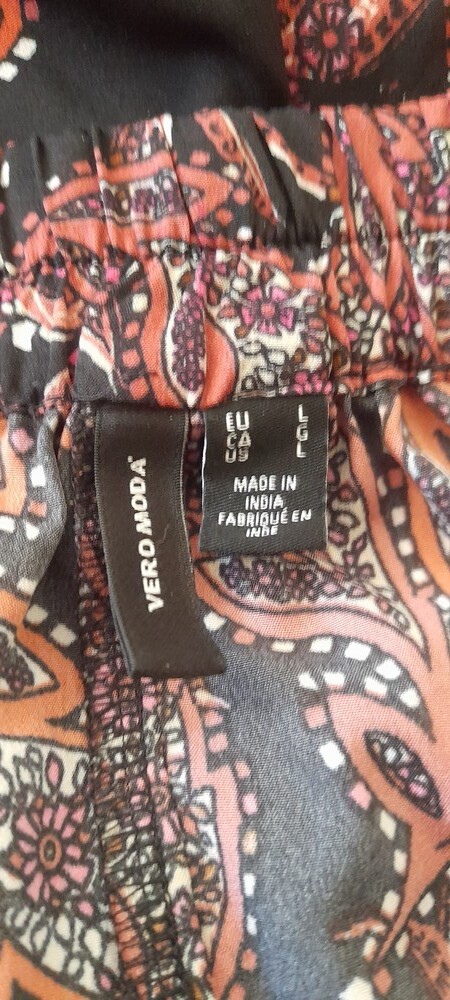 VERO MODA
EU L
CA G
US L
MADE IN
INDIA
FABRIQUÉ EN
INDE